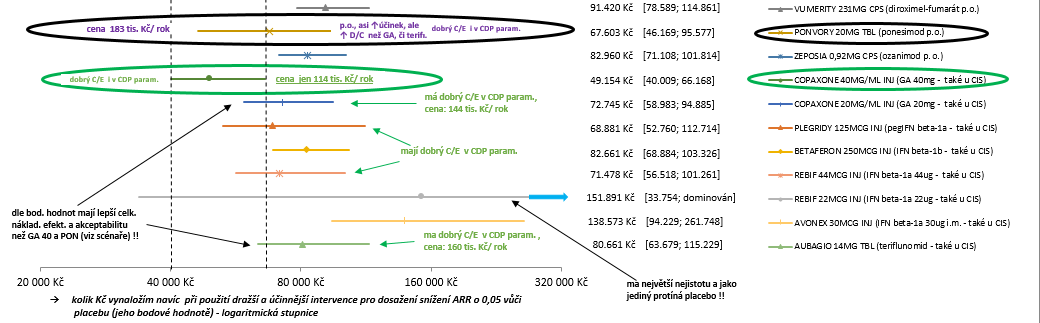 91.420 Kč [78.589; 114.861] VUMERITY 231MG CPS (diroximel-fumarát p.o.)
cena 183 tis. Kč/ rok
p.o., asi ↑účinek, ale
↑ D/C než GA, či terifl.
dobrý C/E i v CDP param.
67.603 Kč [46.169; 95.577] PONVORY 20MG TBL (ponesimod p.o.)
82.960 Kč [71.108; 101.814] ZEPOSIA 0,92MG CPS (ozanimod p.o.)
dobrý C/E i v CDP param.
cena jen 114 tis. Kč/ rok
49.154 Kč [40.009; 66.168] COPAXONE 40MG/ML INJ (GA 40mg - také u CIS)
má dobrý C/E v CDP param.,
cena: 144 tis. Kč/ rok
72.745 Kč [58.983; 94.885] COPAXONE 20MG/ML INJ (GA 20mg - také u CIS)
68.881 Kč [52.760; 112.714] PLEGRIDY 125MCG INJ (pegIFN beta-1a - také u CIS)
mají dobrý C/E v CDP param.
82.661 Kč [68.884; 103.326] BETAFERON 250MCG INJ (IFN beta-1b - také u CIS)
71.478 Kč [56.518; 101.261] REBIF 44MCG INJ (IFN beta-1a 44ug - také u CIS)
151.891 Kč [33.754; dominován] REBIF 22MCG INJ (IFN beta-1a 22ug - také u CIS)
dle bod. hodnot mají lepší celk.
náklad. efekt. a akceptabilitu
než GA 40 a PON (viz scénáře) !!
138.573 Kč [94.229; 261.748] AVONEX 30MCG INJ (IFN beta-1a 30ug i.m. - také u CIS)
ma dobrý C/E v CDP param.,
cena: 160 tis. Kč/ rok
80.661 Kč [63.679; 115.229] AUBAGIO 14MG TBL (teriflunomid - také u CIS)
20 000 Kč 40 000 Kč 80 000 Kč 160 000 Kč 320 000 Kč
ma největší nejistotu a jako
jediný protíná placebo !!
→ kolik Kč vynaložím navíc při použití dražší a účinnější intervence pro dosažení snížení ARR o 0,05 vůči
placebu (jeho bodové hodnotě) - logaritmická stupnice